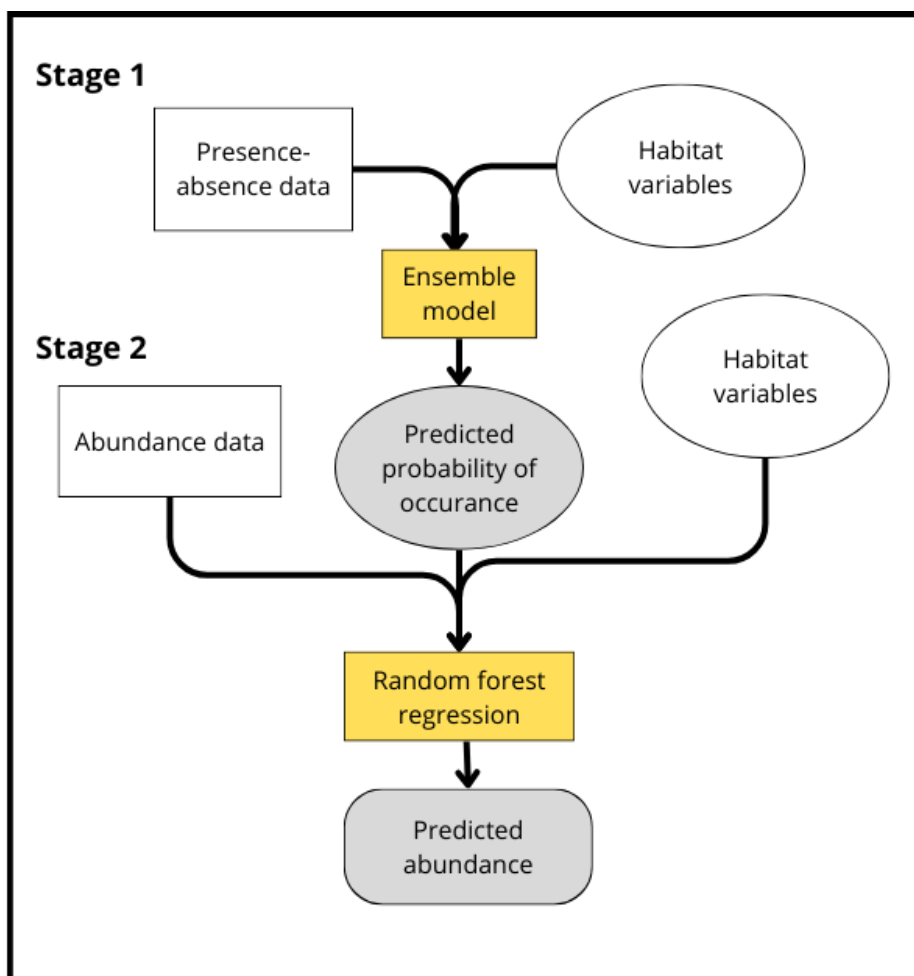 Stage 1
Presence-
absence data
Habitat
variables
Ensemble
model
Stage 2
Habitat
variables
Abundance data
Predicted
probability of
occurance
Random forest
regression
Predicted
abundance